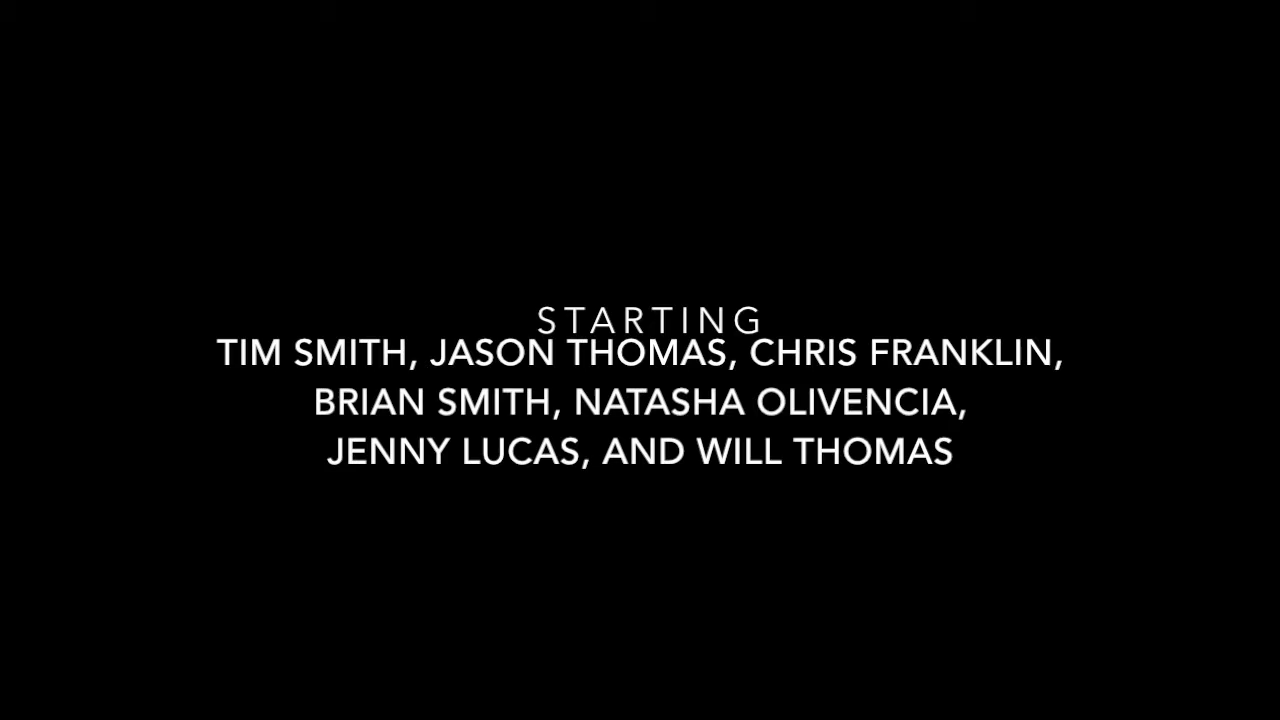 STARTING
TIM SMITH, JASON THOMAS, CHRIS FRANKLIN,
BRIAN SMITH, NATASHA OLIVENCIA,
JENNY LUCAS, AND WILL THOMAS